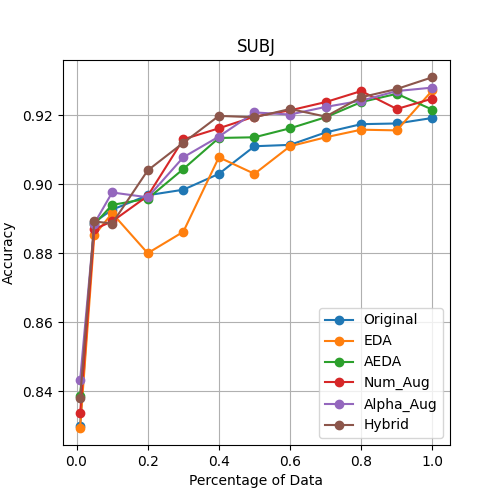 SUBJ
Accuracy
0.92
0.90
0.88
0.86
0.84
Original
EDA
AEDA
Num_Aug
Alpha_Aug
Hybrid
0.0 0.2 0.4 0.6 0.8 1.0
Percentage of Data